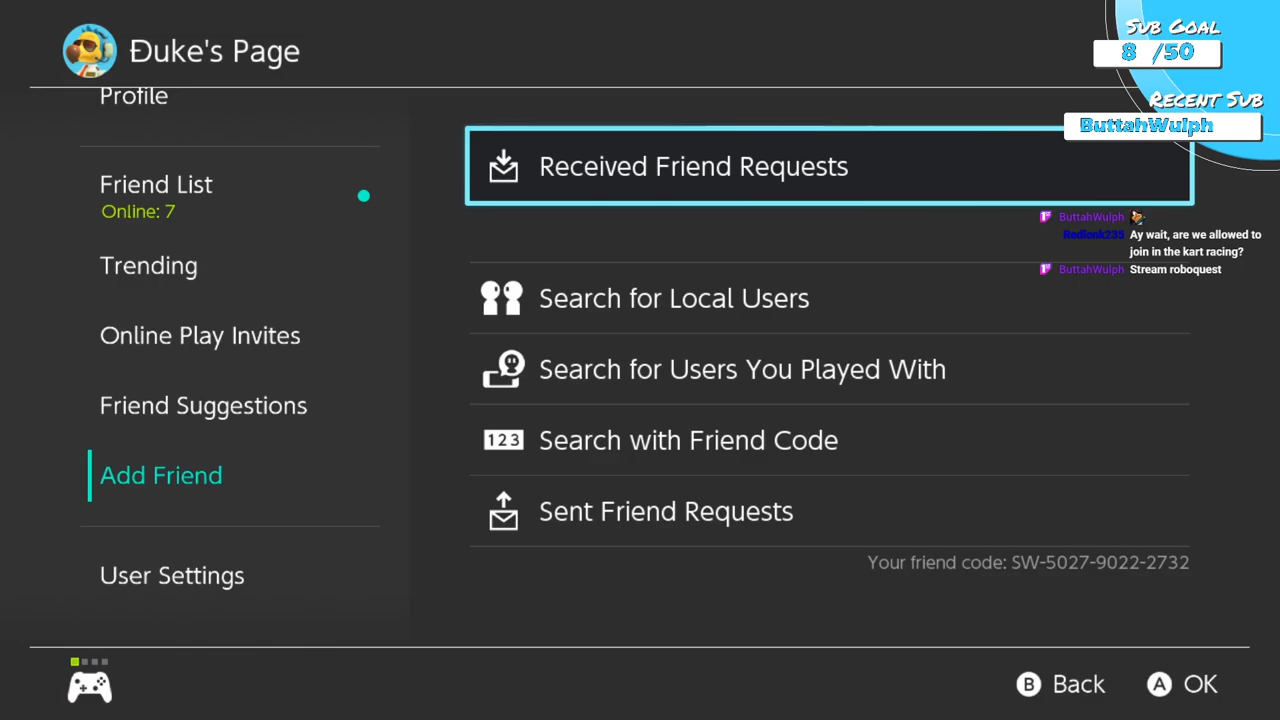 Ðuke's Page
SUB GOAL
8 /50
RECENT SUB
ButtahWulph
Profile
Friend List
Online: 7
Trending
Online Play Invites
Friend Suggestions
Add Friend
User Settings
Received Friend Requests
ButtahWulph
Redlonk235 Ay wait, are we allowed to
join in the kart racing?
ButtahWulph Stream roboquest
Search for Local Users
Search for Users You Played With
123 Search with Friend Code
Sent Friend Requests
Your friend code: SW-5027-9022-2732
B Back
A OK